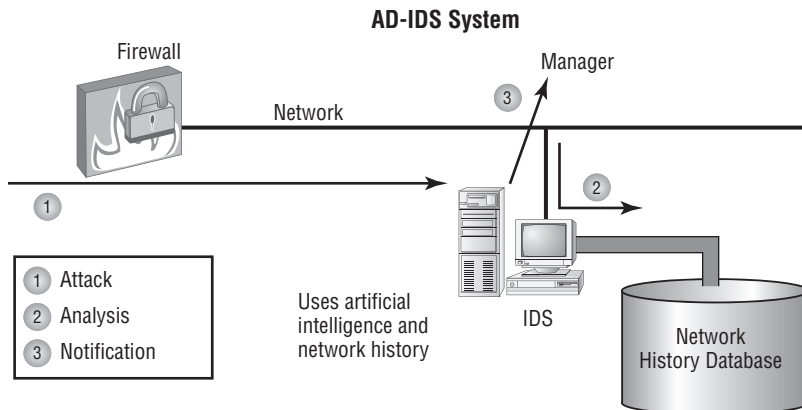 AD-IDS System
Firewall
Manager
3
Network
2
1
1 Attack
2 Analysis
3 Notification
Uses artificial
intelligence and
network history
IDS
Network
History Database